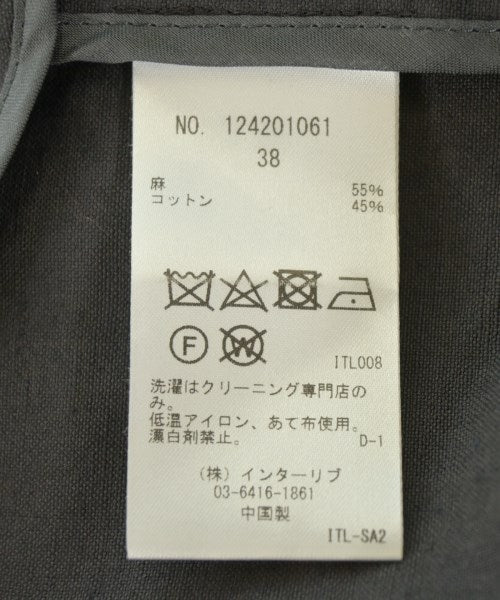 NO. 124201061
38
麻 55%
コットン 45%
F W
ITL008
洗濯はクリーニング専門店の
み。
低温アイロン、あて布使用。
漂白剤禁止。 D-1
(株) インターリブ
03-6416-1861
中国製
ITL-SA2